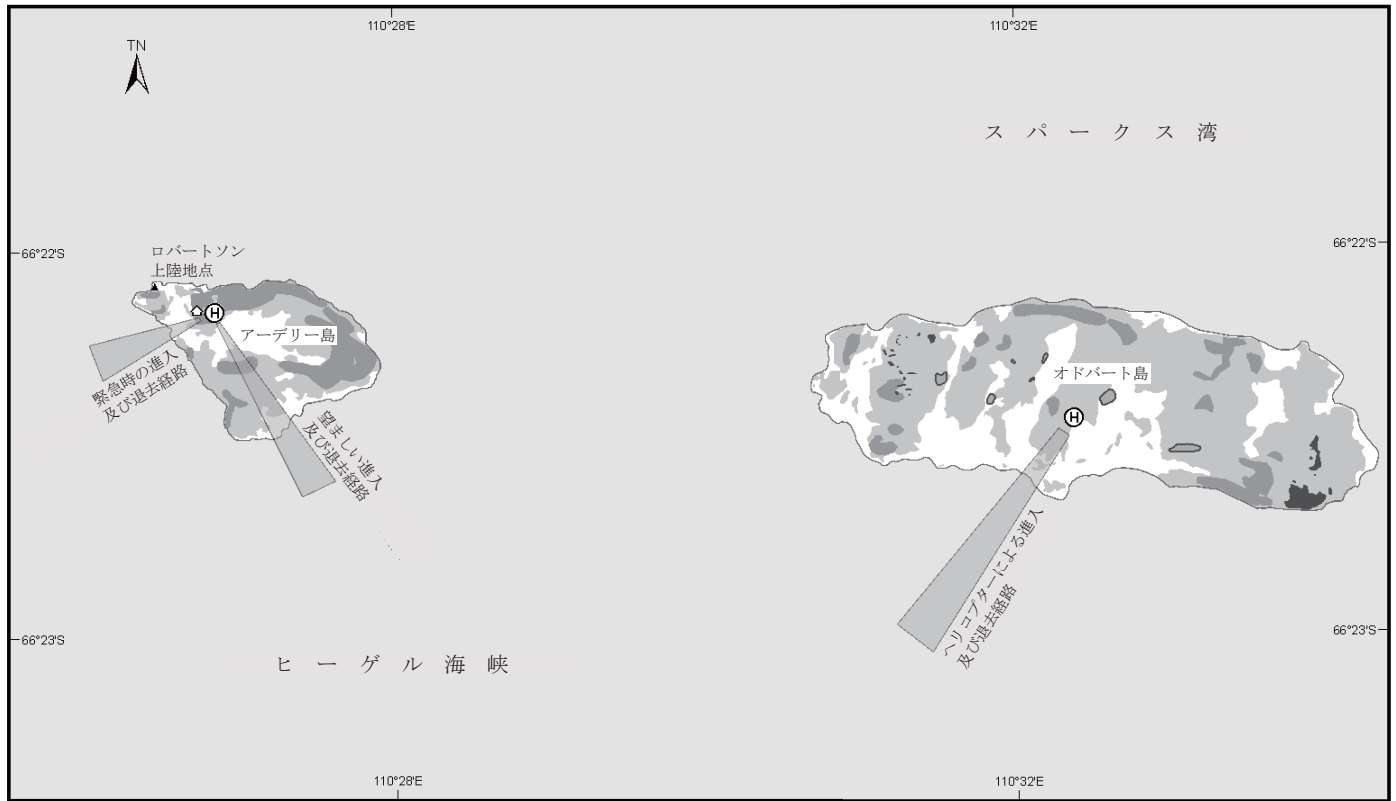 110°28'E
110°32'E
TN
ス パ ー ク ス 湾
66°22'S
66°22'S
ロバートソン
上陸地点
H
アーデリー島
緊急時の進入
及び退去経路
望ましい進入
及び退去経路
オドバート島
H
ヘリコプターによる進入
及び退去経路
66°23'S
66°23'S
ヒ ー ゲ ル 海 峡
110°28'E
110°32'E